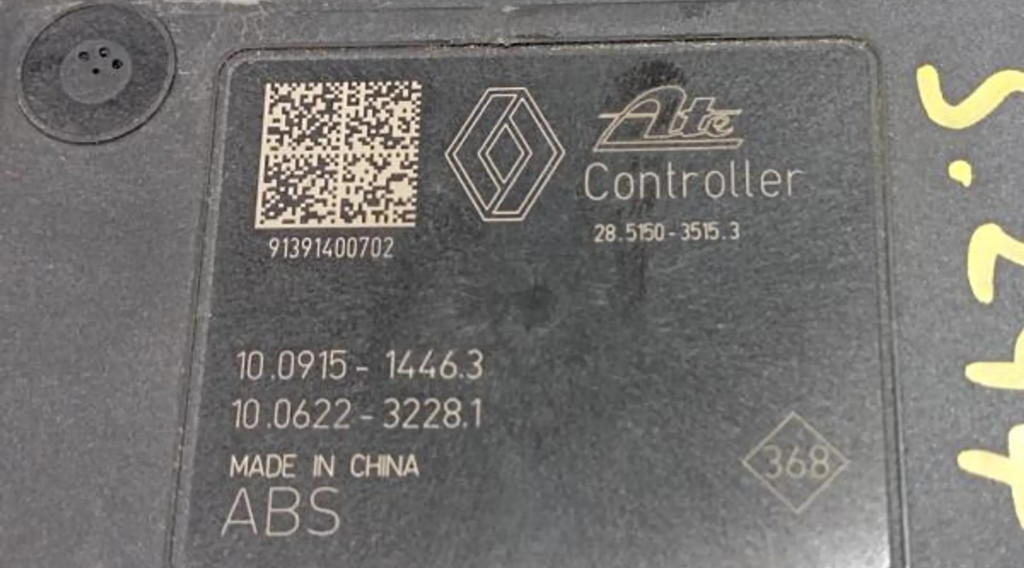 Ate
Controller
28.5150-3515.3
91391400702
10.0915- 1446.3
10.0622-3228.1
MADE IN CHINA
ABS
368